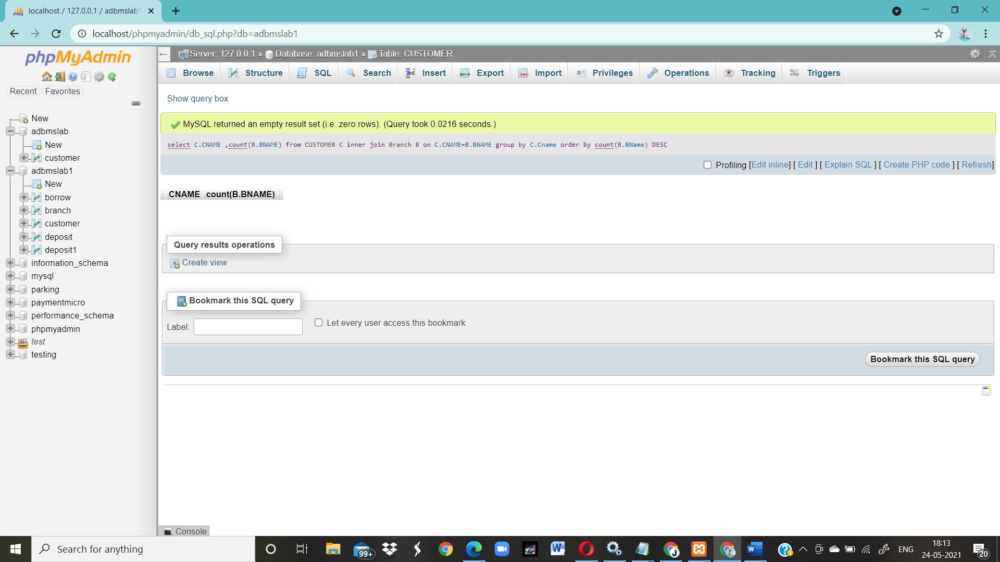 localhost / 127.0.0.1 / adbmslab1
localhost/phpmyadmin/db_sql.php?db=adbmslab1
phpMyAdmin
Recent Favorites
New
adbmslab
New
customer
adbmslab1
New
borrow
branch
customer
deposit
deposit1
information_schema
mysql
parking
paymentmicro
performance_schema
phpmyadmin
test
testing
Server: 127.0.0.1 » Database: adbmslab1 » Table: CUSTOMER
Browse Structure SQL Search Insert Export Import Privileges Operations Tracking Triggers
Show query box
MySQL returned an empty result set (i.e. zero rows). (Query took 0.0216 seconds.)
select C.CNAME ,count(B.BNAME) from CUSTOMER C inner join Branch B on C.CNAME=B.BNAME group by C.Cname order by count(B.BName) DESC
Profiling [Edit inline] [ Edit ] [ Explain SQL ] [ Create PHP code ] [ Refresh]
CNAME count(B.BNAME)
Query results operations
Create view
Bookmark this SQL query
Label: Let every user access this bookmark
Bookmark this SQL query
Console
Search for anything
99+
ENG
18:13
24-05-2021
20